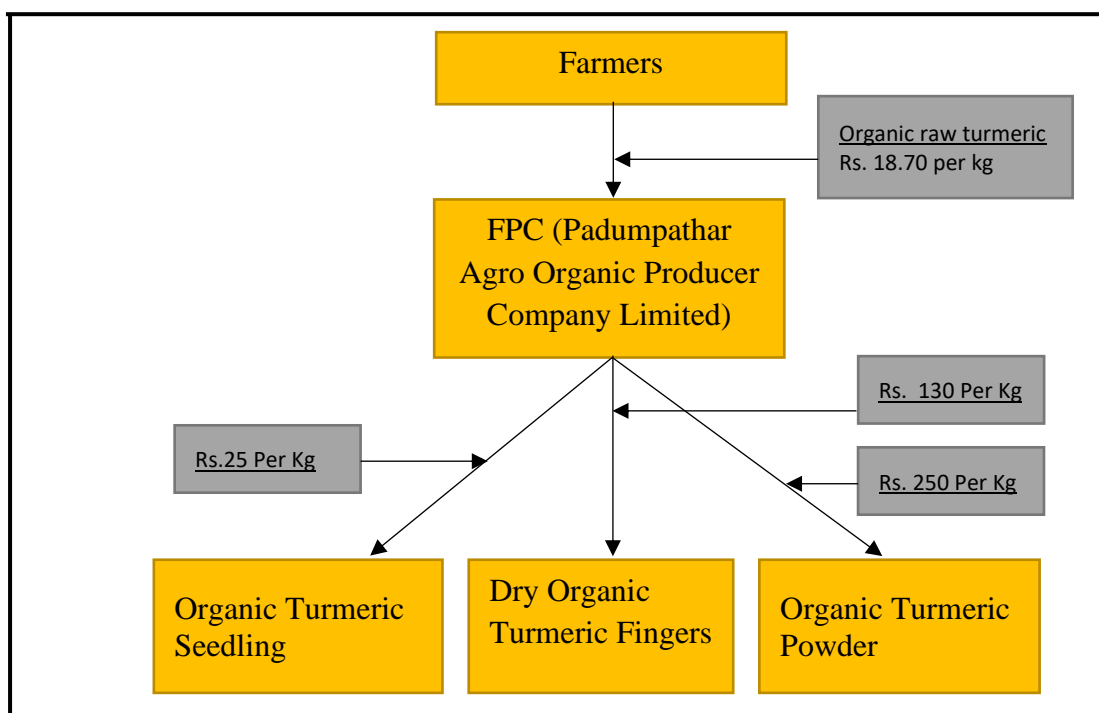 Farmers
Organic raw turmeric
Rs. 18.70 per kg
FPC (Padumpathar
Agro Organic Producer
Company Limited)
Rs.  130 Per Kg
Rs.25 Per Kg
Rs. 250 Per Kg
Organic Turmeric
Seedling
Dry Organic
Turmeric Fingers
Organic Turmeric
Powder